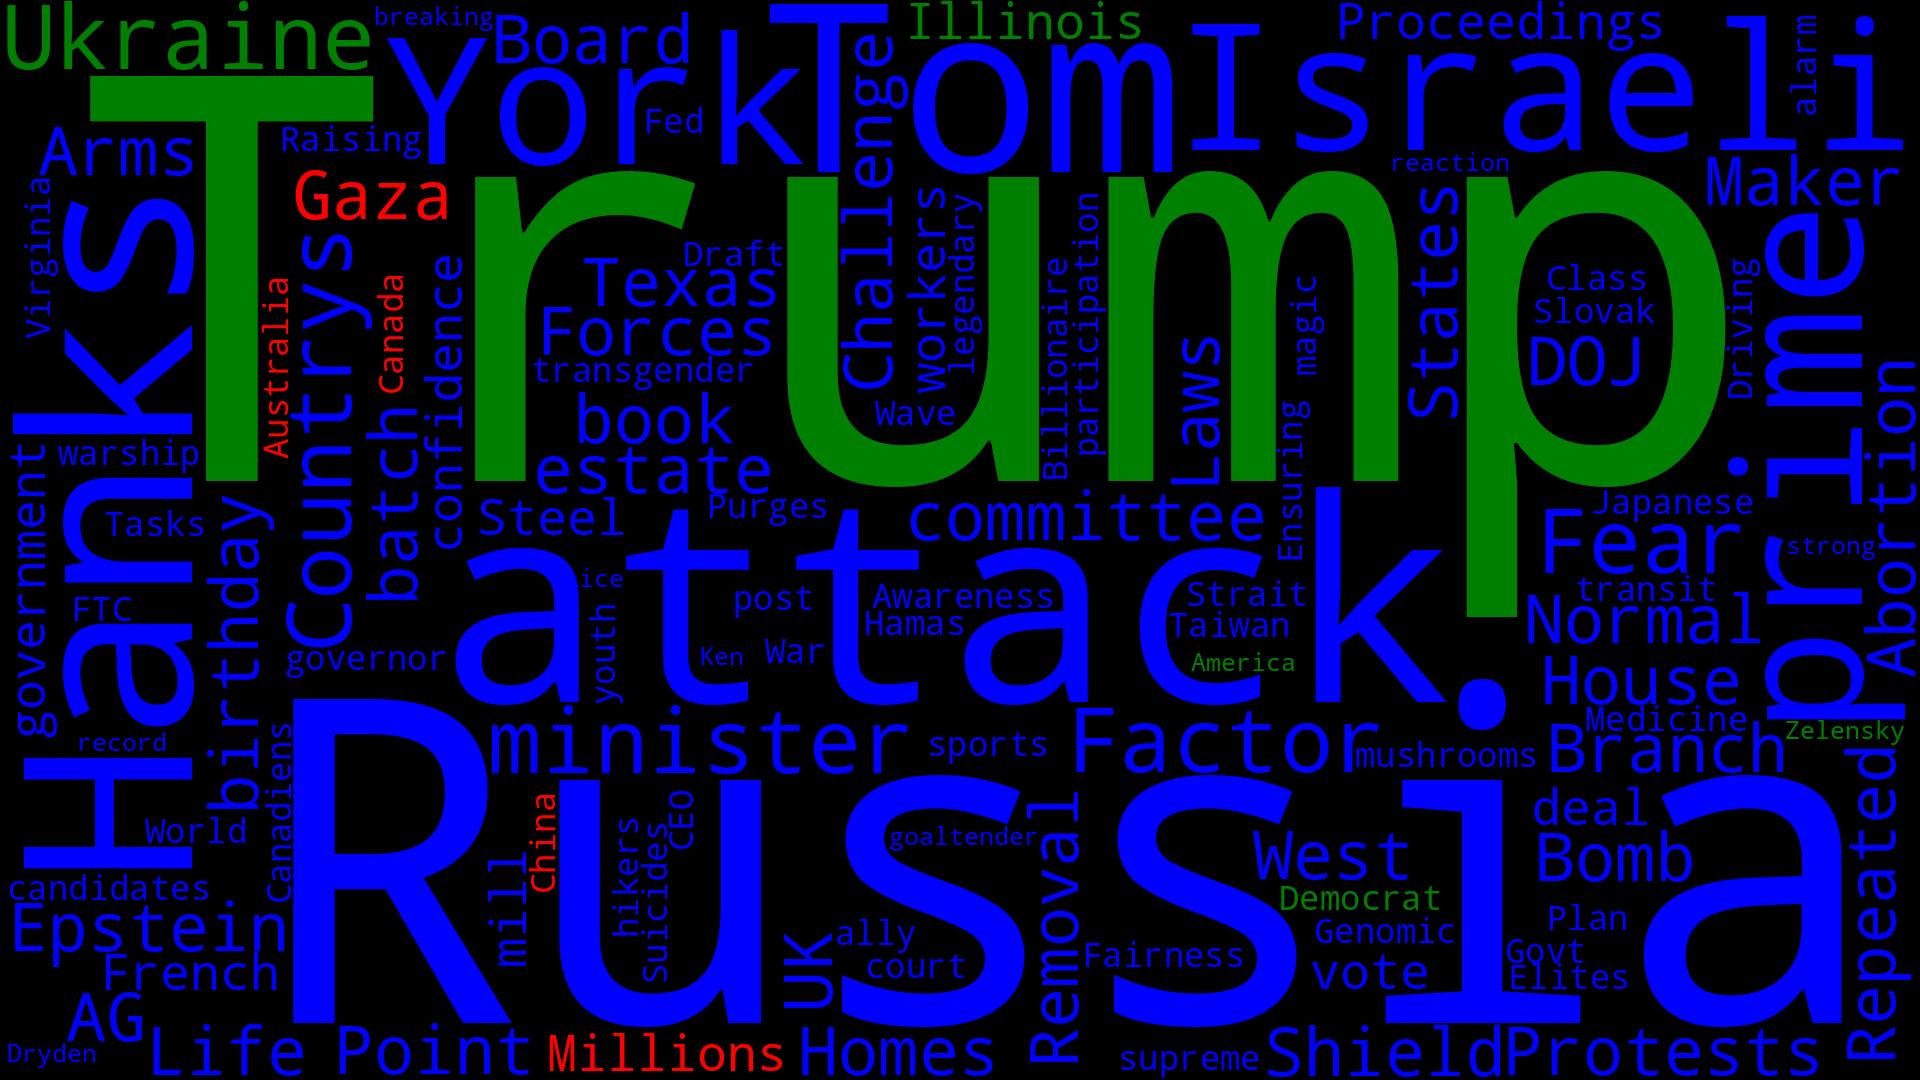 Ukraine
breaking
Board
York
Tom
Illinois
Israeli
Proceedings
alarm
Trump
Arms
Raising
Fed
Challenge
reaction
Maker
Gaza
Virginia
Hanks
Australia
Countrys
Canada
confidence
batch
Draft
Texas
Forces
transgender
book
estate
workers
legendary
Wave
Billionaire
participation
Laws
magic
Ensuring
States
Class
Slovak
DOJ
Driving
prime
Abortion
warship
government
Tasks
birthday
Steel
Purges
committee
Japanese
Fear
strong
attack
ice
youth
post
Awareness
Hamas
Strait
Taiwan
America
War
Ken
transit
Normal
FTC
governor
House
Medicine
Branch
Zelensky
record
Canadiens
minister
sports
Factor
mushrooms
Repeated
Russia
World
China
mill
hikers
Suicides
CEO
goaltender
Removal
West
deal
Bomb
Democrat
Genomic
vote
Plan
Govt
Elites
candidates
Epstein
French
AG
UK
ally
court
Fairness
Dryden
Life
Point
Millions
Homes
supreme
Shield
Protests